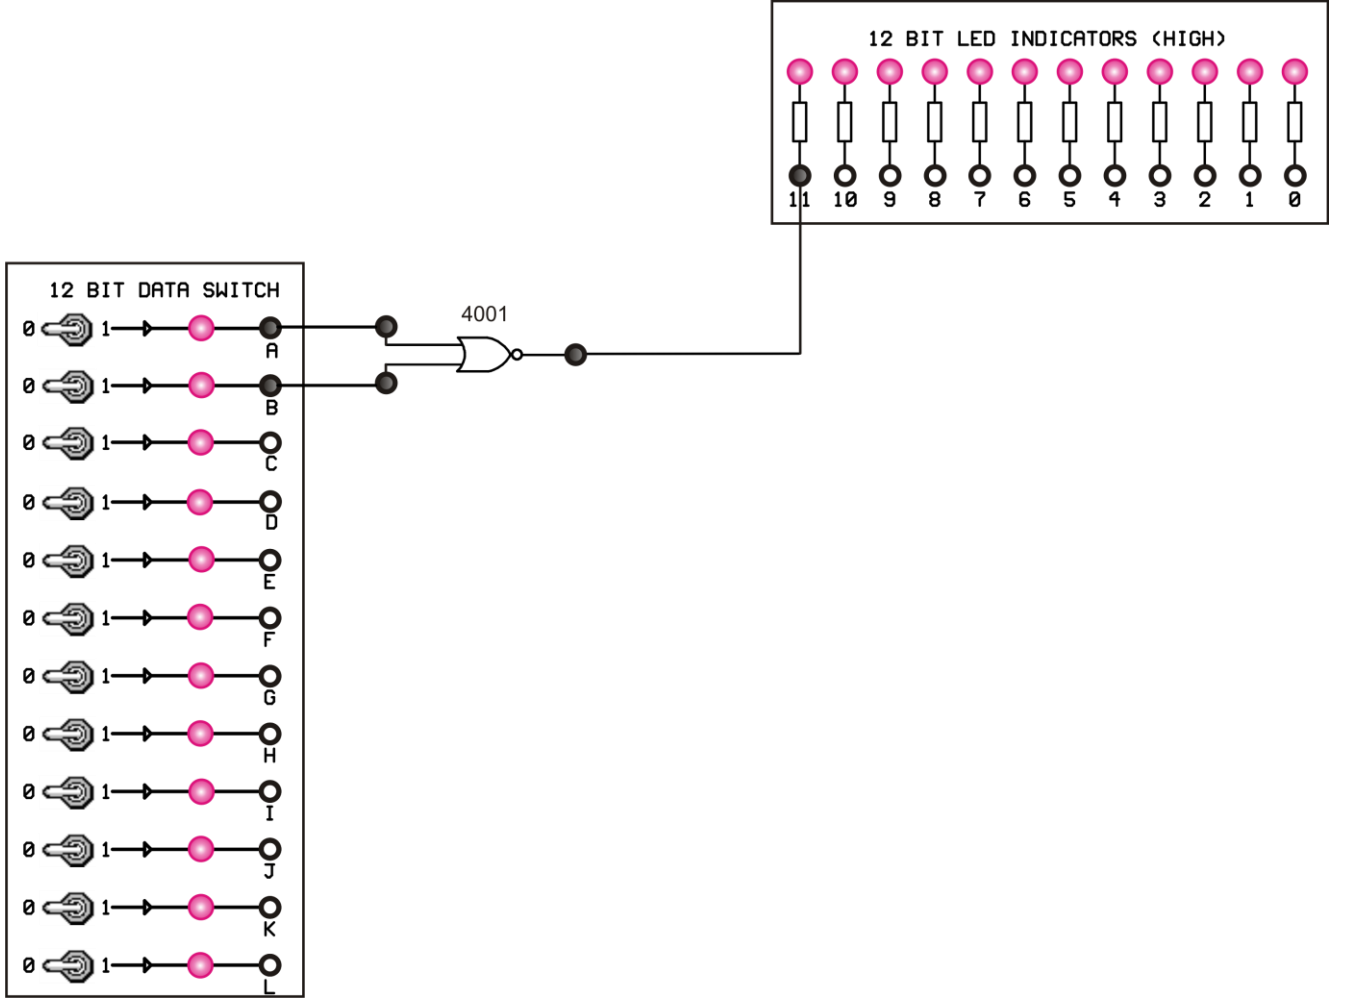 12 BIT LED INDICATORS (HIGH)
11 10 9 8 7 6 5 4 3 2 1 0
12 BIT DATA SWITCH
4001
0 1 A
0 1 B
0 1 C
0 1 D
0 1 E
0 1 F
0 1 G
0 1 H
0 1 I
0 1 J
0 1 K
0 1 L